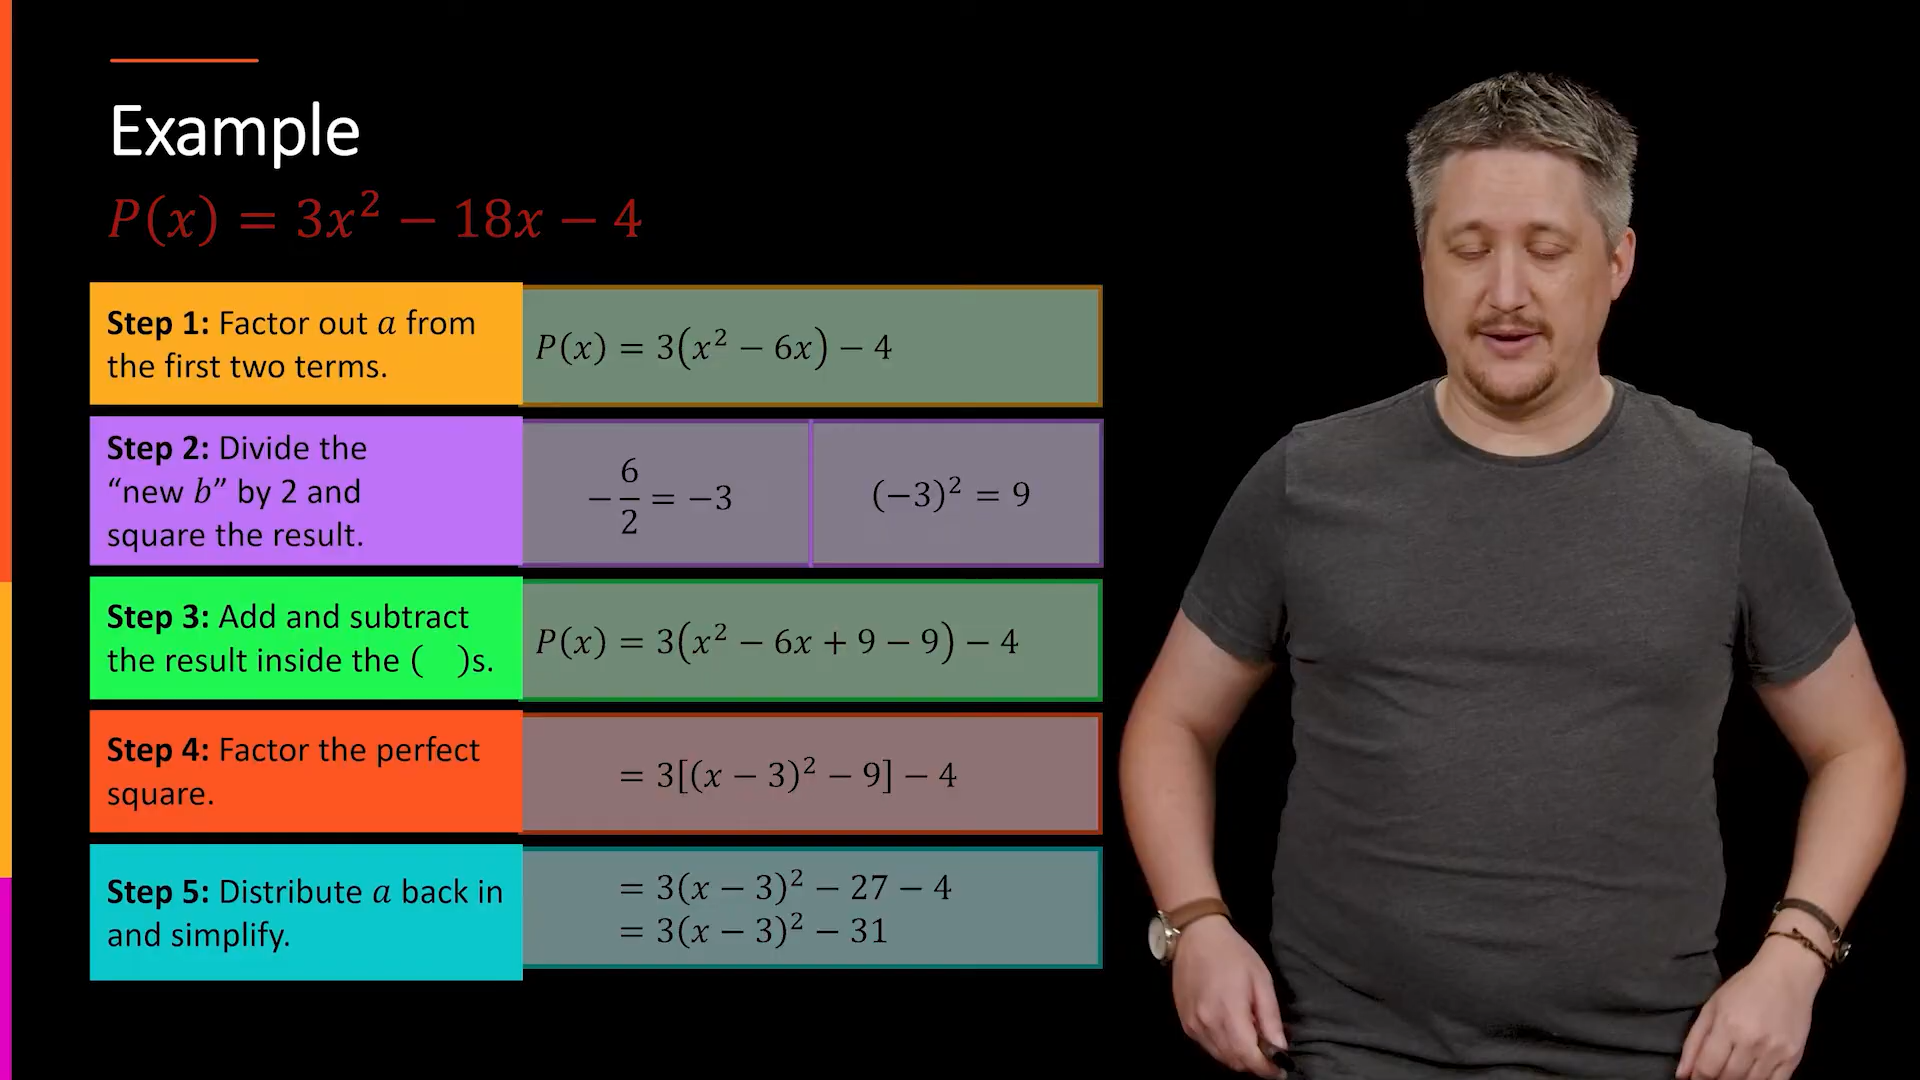 Example
P(x) = 3x² − 18x − 4
Step 1: Factor out a from
the first two terms.
P(x) = 3(x² − 6x) − 4
Step 2: Divide the
“new b” by 2 and
square the result.
−6/2 = −3
(−3)² = 9
Step 3: Add and subtract
the result inside the ( )s.
P(x) = 3(x² − 6x + 9 − 9) − 4
Step 4: Factor the perfect
square.
= 3[(x − 3)² − 9] − 4
Step 5: Distribute a back in
and simplify.
= 3(x − 3)² − 27 − 4
= 3(x − 3)² − 31